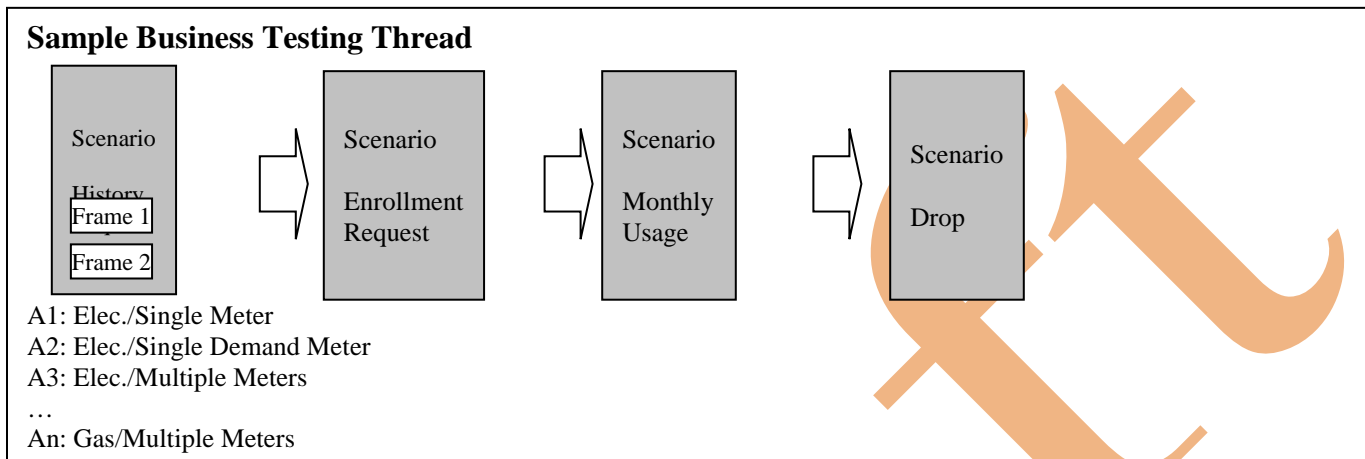 Sample Business Testing Thread
Scenario
History
Frame 1
Frame 2
Scenario
Enrollment
Request
Scenario
Monthly
Usage
Scenario
Drop
A1: Elec./Single Meter
A2: Elec./Single Demand Meter
A3: Elec./Multiple Meters
…
An: Gas/Multiple Meters